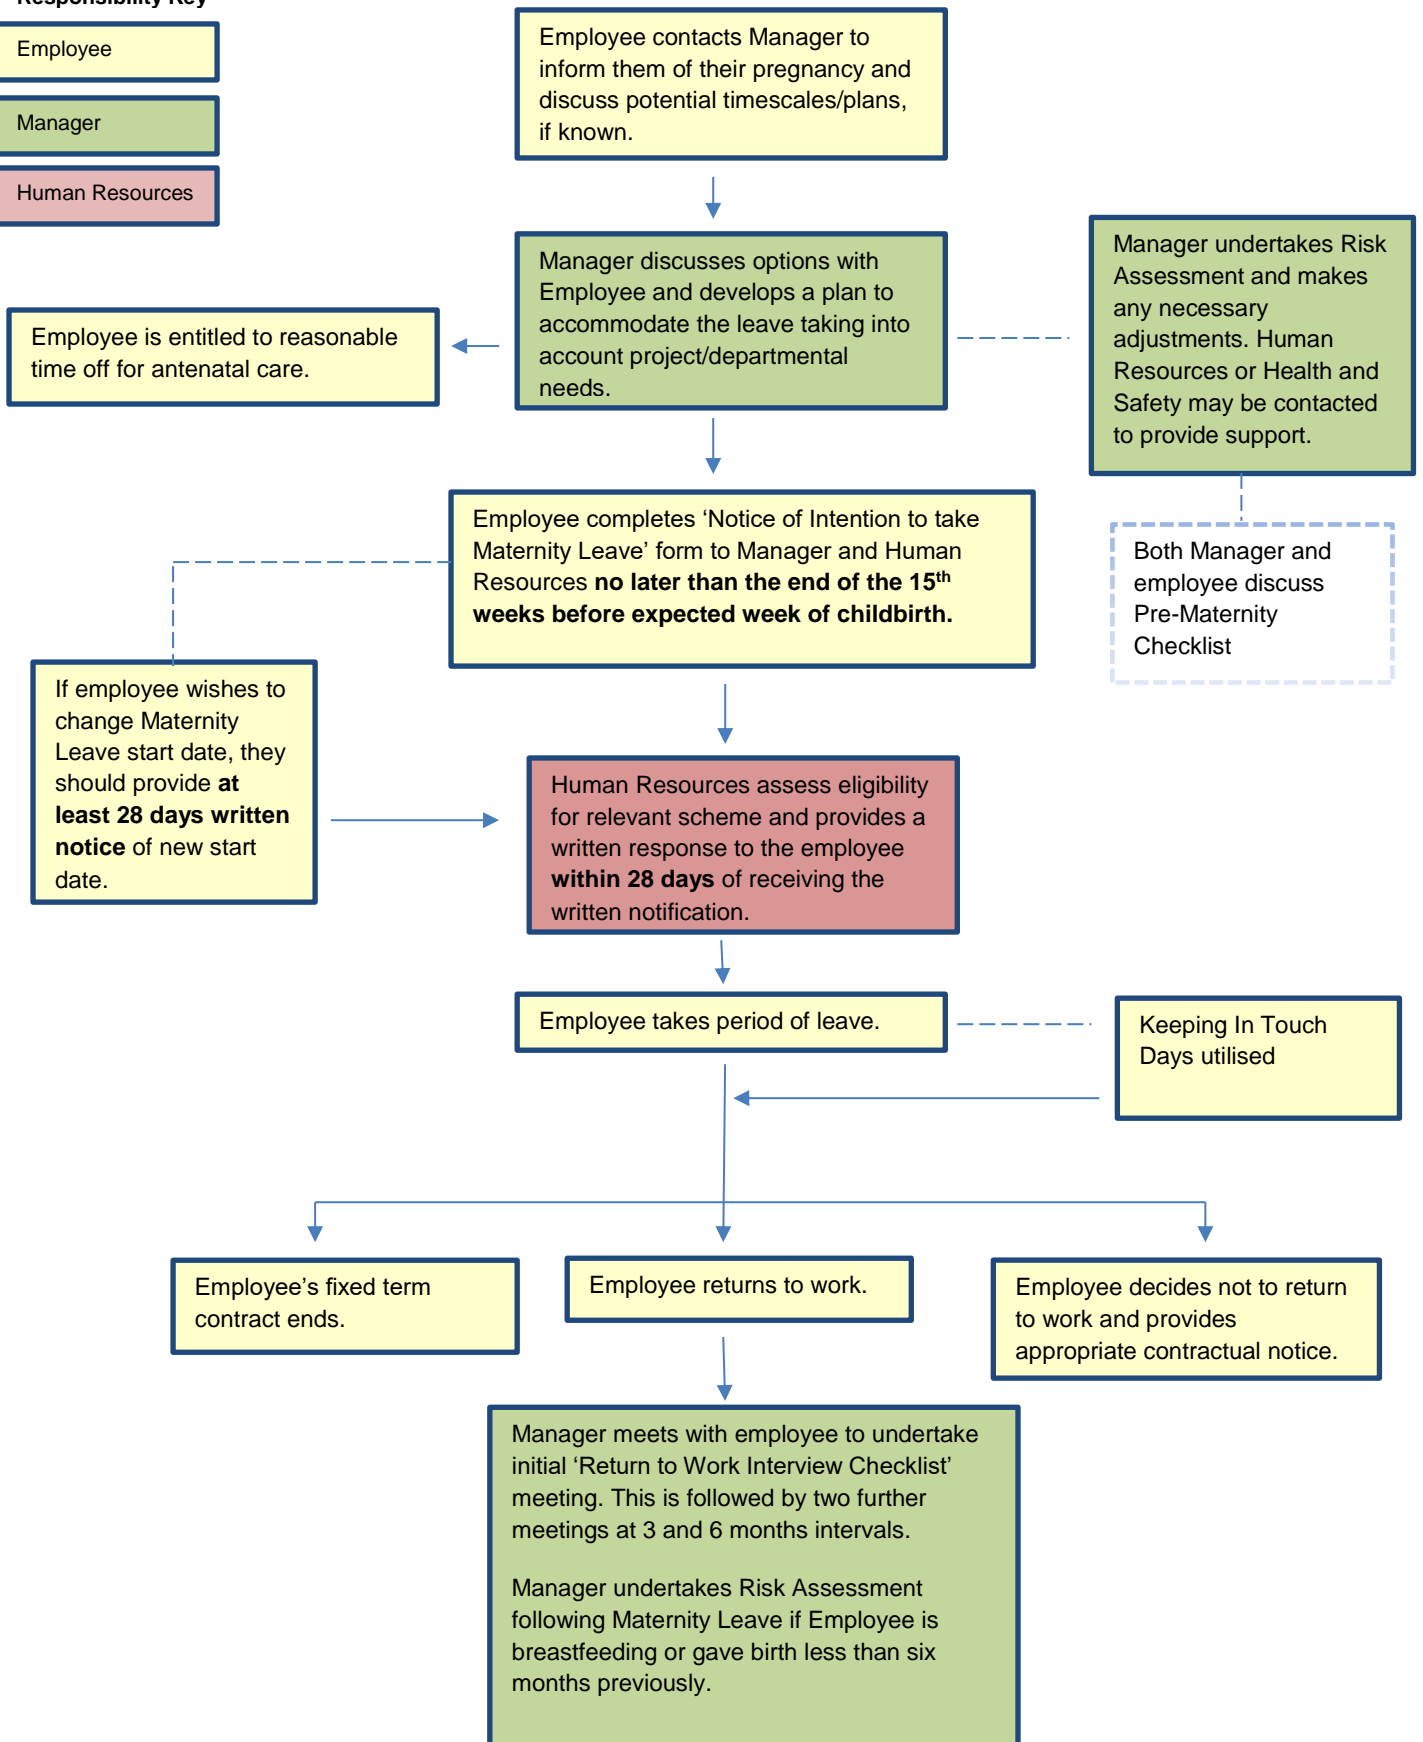 Responsibility Key
Employee
Manager
Human Resources
Employee contacts Manager to
inform them of their pregnancy and
discuss potential timescales/plans,
if known.
Manager discusses options with
Employee and develops a plan to
accommodate the leave taking into
account project/departmental
needs.
Manager undertakes Risk
Assessment and makes
any necessary
adjustments. Human
Resources or Health and
Safety may be contacted
to provide support.
Employee is entitled to reasonable
time off for antenatal care.
Employee completes ‘Notice of Intention to take
Maternity Leave’ form to Manager and Human
Resources no later than the end of the 15th
weeks before expected week of childbirth.
Both Manager and
employee discuss
Pre-Maternity
Checklist
If employee wishes to
change Maternity
Leave start date, they
should provide at
least 28 days written
notice of new start
date.
Human Resources assess eligibility
for relevant scheme and provides a
written response to the employee
within 28 days of receiving the
written notification.
Employee takes period of leave.
Keeping In Touch
Days utilised
Employee’s fixed term
contract ends.
Employee returns to work.
Employee decides not to return
to work and provides
appropriate contractual notice.
Manager meets with employee to undertake
initial ‘Return to Work Interview Checklist’
meeting. This is followed by two further
meetings at 3 and 6 months intervals.
Manager undertakes Risk Assessment
following Maternity Leave if Employee is
breastfeeding or gave birth less than six
months previously.